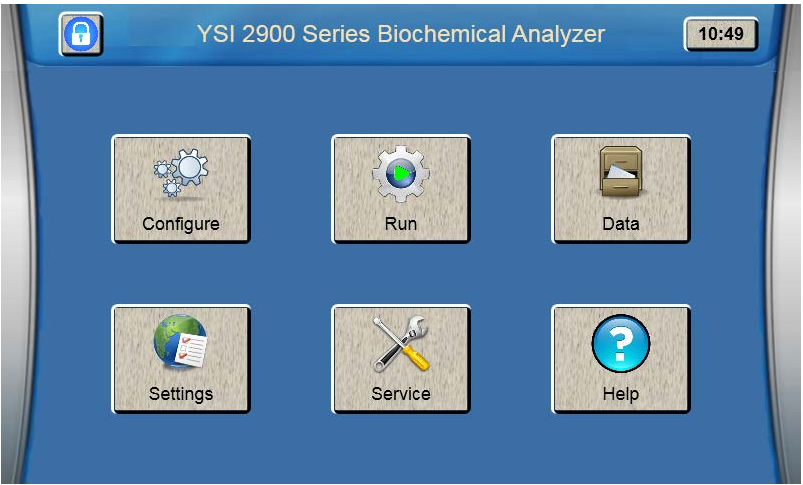 YSI 2900 Series Biochemical Analyzer
10:49
Configure
Run
Data
Settings
Service
Help